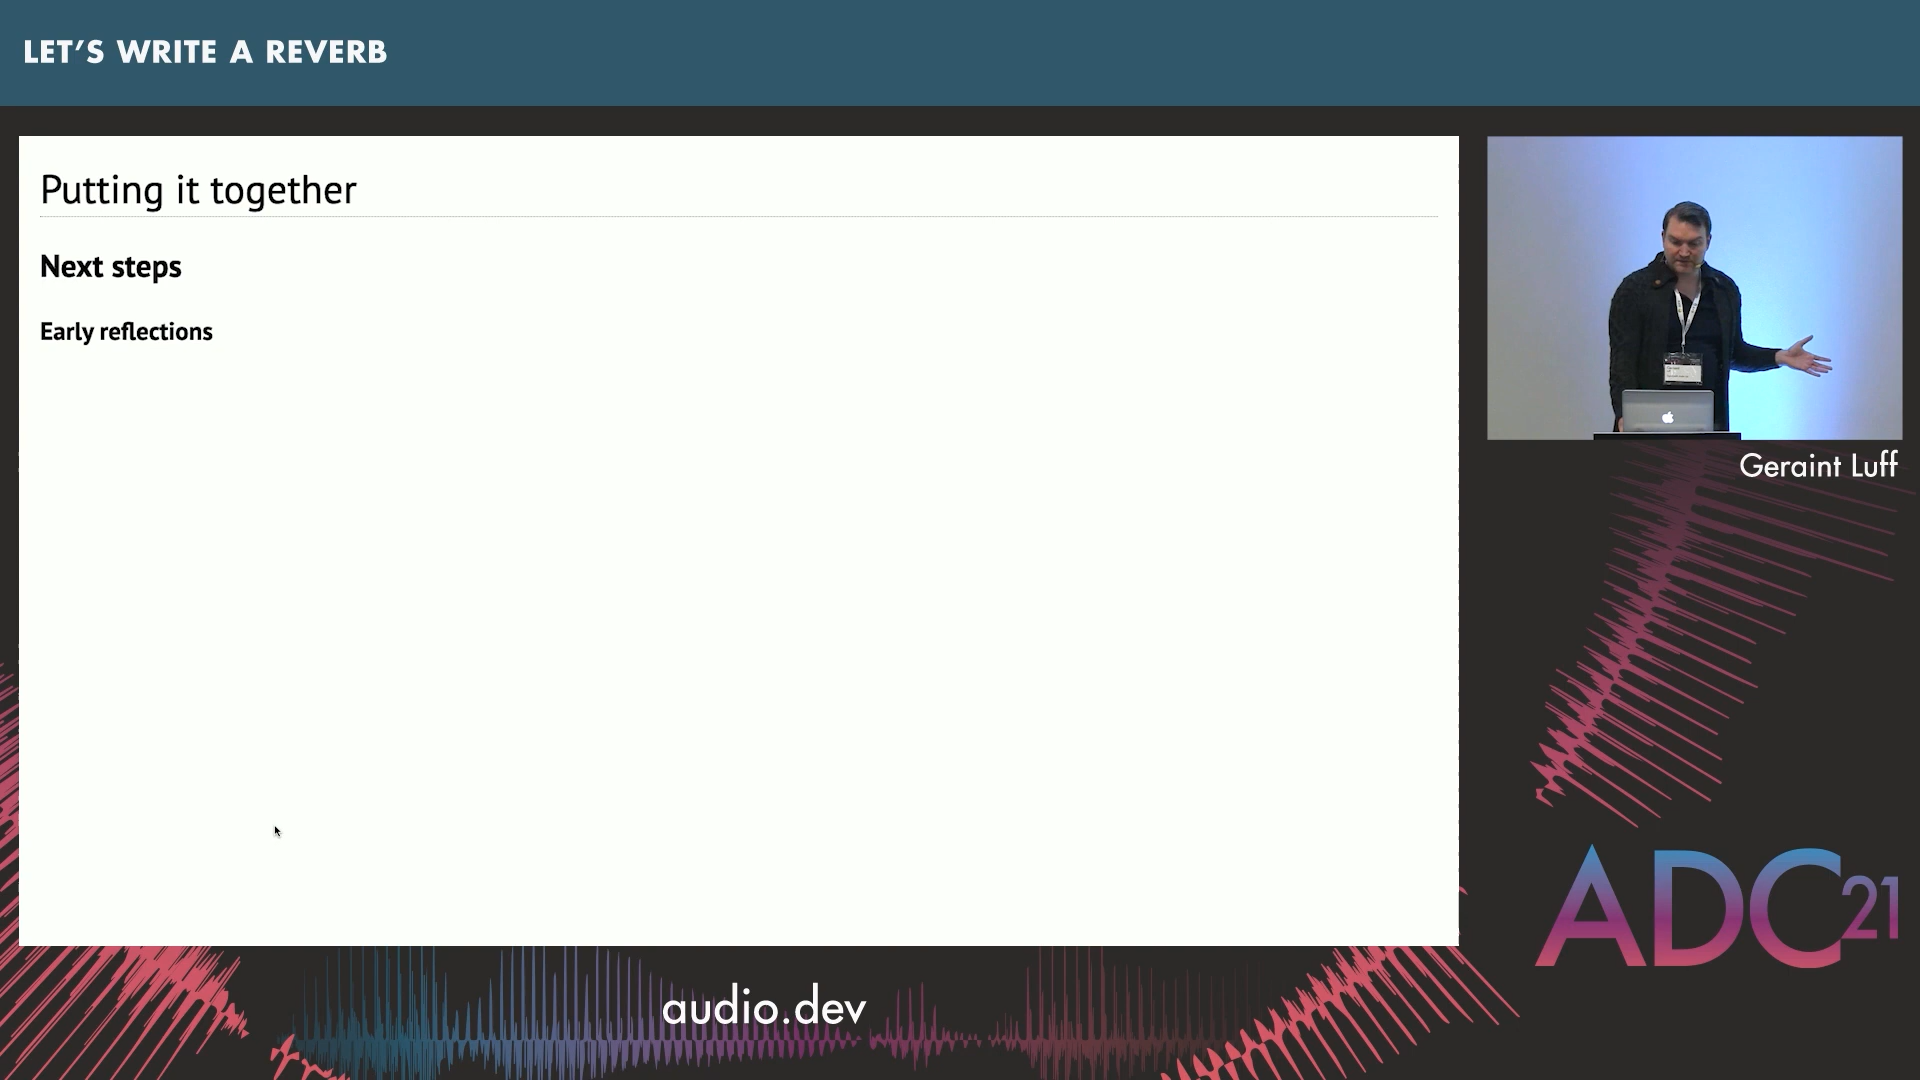 LET'S WRITE A REVERB
Putting it together
Next steps
Early reflections
Geraint Luff
ADC21
audio.dev